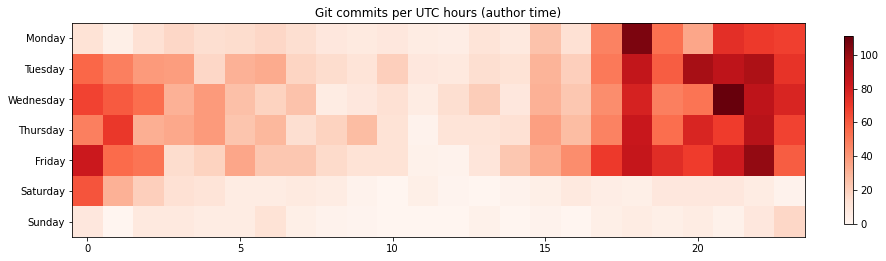 Git commits per UTC hours (author time)
Monday
Tuesday
Wednesday
Thursday
Friday
Saturday
Sunday
0 5 10 15 20
100
80
60
40
20
0